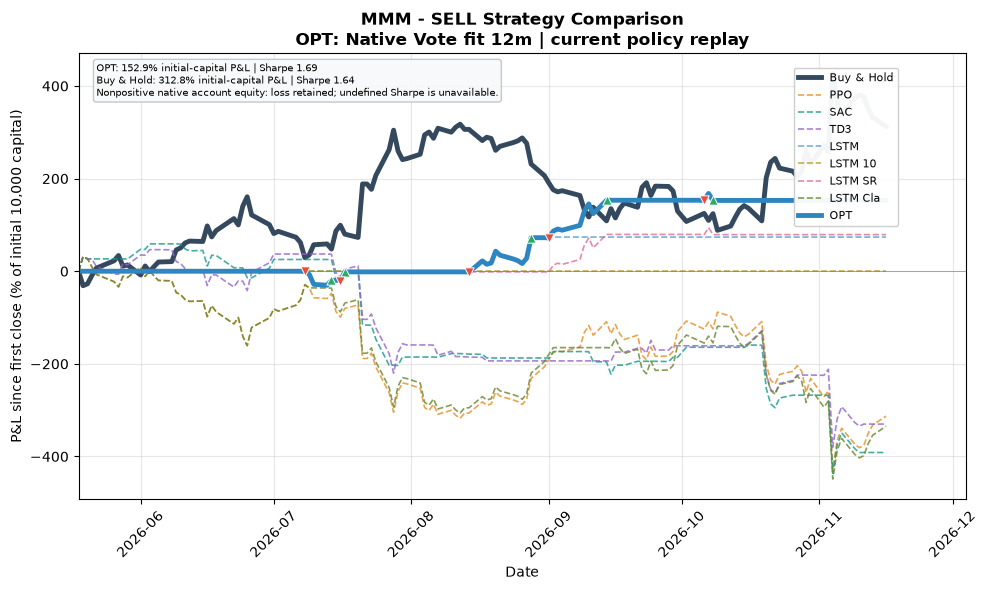 MMM - SELL Strategy Comparison
OPT: Native Vote fit 12m | current policy replay
OPT: 152.9% initial-capital P&L | Sharpe 1.69
Buy & Hold: 312.8% initial-capital P&L | Sharpe 1.64
Nonpositive native account equity: loss retained; undefined Sharpe is unavailable.
Buy & Hold
PPO
SAC
TD3
LSTM
LSTM 10
LSTM SR
LSTM Cla
OPT
P&L since first close (% of initial 10,000 capital)
400
200
0
−200
−400
2026-06
2026-07
2026-08
2026-09
2026-10
2026-11
2026-12
Date